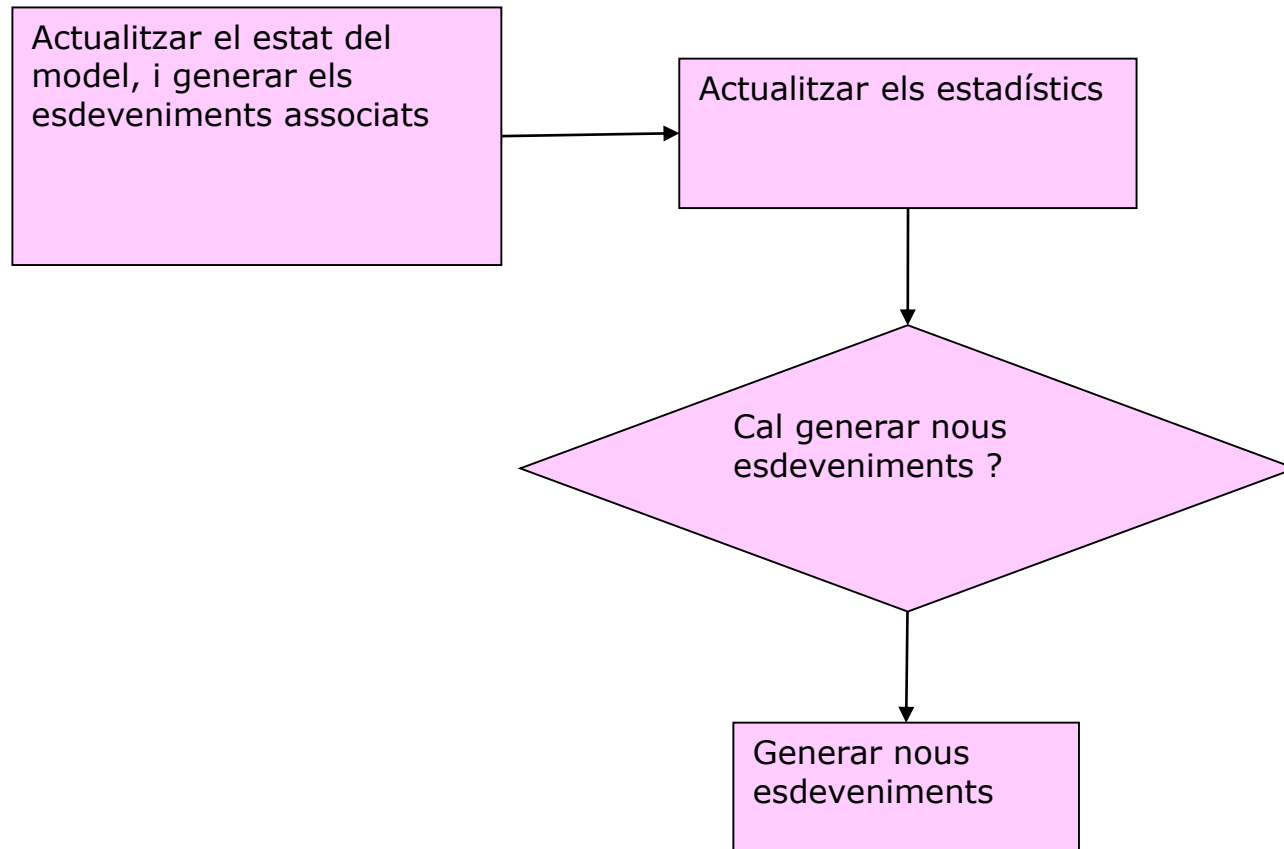 Actualitzar el estat del
model, i generar els
esdeveniments associats
Actualitzar els estadístics
Cal generar nous
esdeveniments ?
Generar nous
esdeveniments